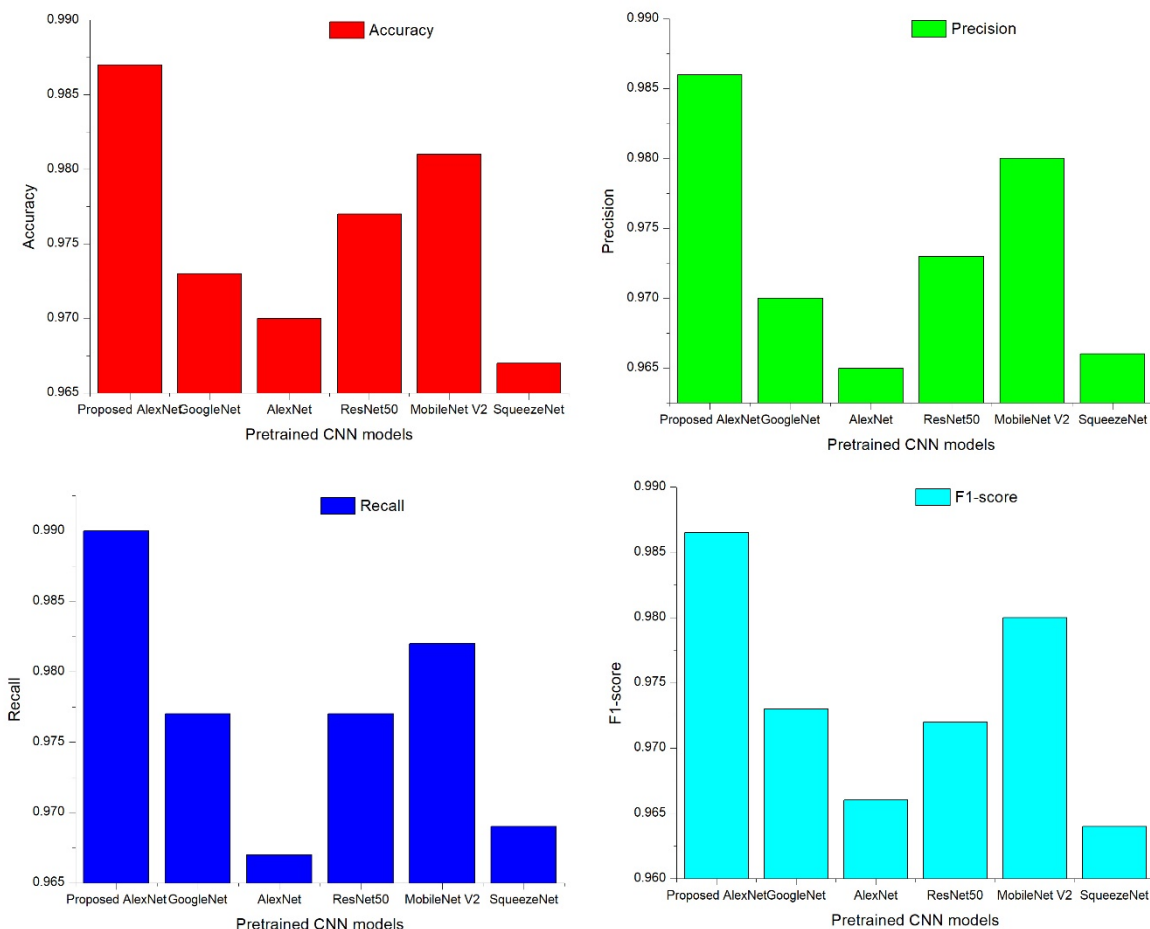 Accuracy
0.990
0.985
0.980
0.975
0.970
0.965
Accuracy
Proposed AlexNet GoogleNet AlexNet ResNet50 MobileNet V2 SqueezeNet
Pretrained CNN models
Precision
0.990
0.985
0.980
0.975
0.970
0.965
Precision
Proposed AlexNet GoogleNet AlexNet ResNet50 MobileNet V2 SqueezeNet
Pretrained CNN models
Recall
0.990
0.985
0.980
0.975
0.970
0.965
Recall
Proposed AlexNet GoogleNet AlexNet ResNet50 MobileNet V2 SqueezeNet
Pretrained CNN models
F1-score
0.990
0.985
0.980
0.975
0.970
0.965
0.960
F1-score
Proposed AlexNet GoogleNet AlexNet ResNet50 MobileNet V2 SqueezeNet
Pretrained CNN models